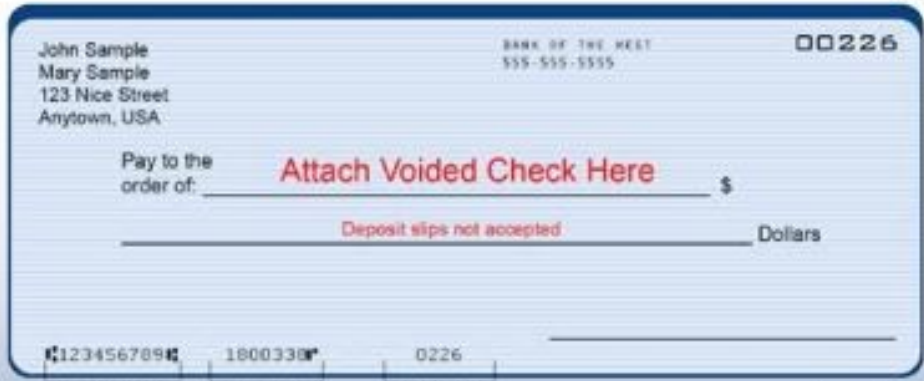 John Sample
Mary Sample
123 Nice Street
Anytown, USA
BANK OF THE WEST
555-555-5555
00226
Pay to the
order of:
Attach Voided Check Here
$
Deposit slips not accepted
Dollars
⑆123456789⑆ 1800338⑈ 0226